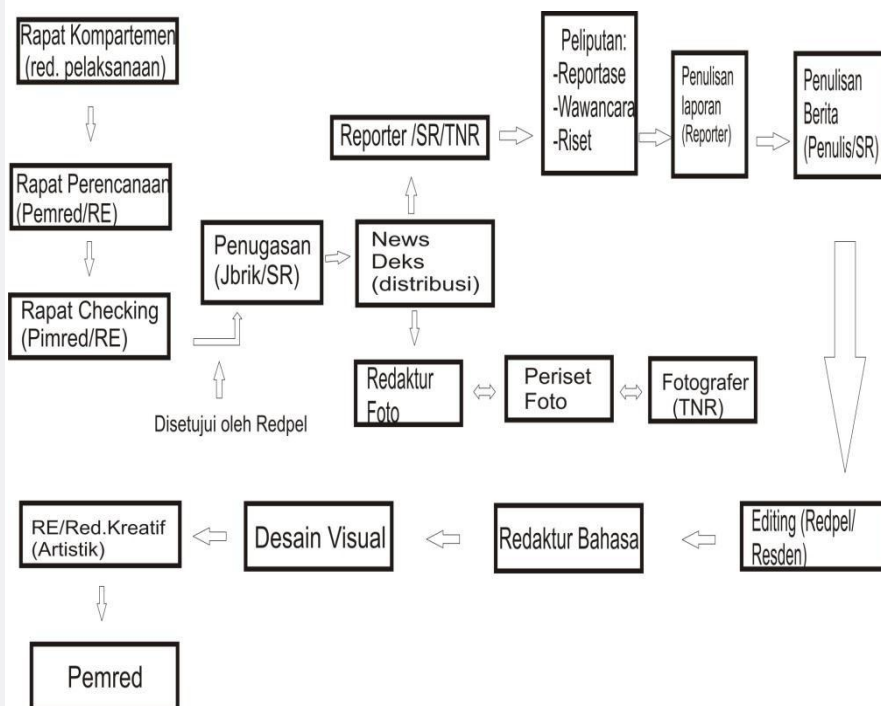 Rapat Kompartemen
(red. pelaksanaan)
Rapat Perencanaan
(Pemred/RE)
Rapat Checking
(Pimred/RE)
Disetujui oleh Redpel
Penugasan
(Jbrik/SR)
News
Deks
(distribusi)
Reporter /SR/TNR
Peliputan:
-Reportase
-Wawancara
-Riset
Penulisan
laporan
(Reporter)
Penulisan
Berita
(Penulis/SR)
Redaktur
Foto
Periset
Foto
Fotografer
(TNR)
Editing (Redpel/
Resden)
Redaktur Bahasa
Desain Visual
RE/Red.Kreatif
(Artistik)
Pemred